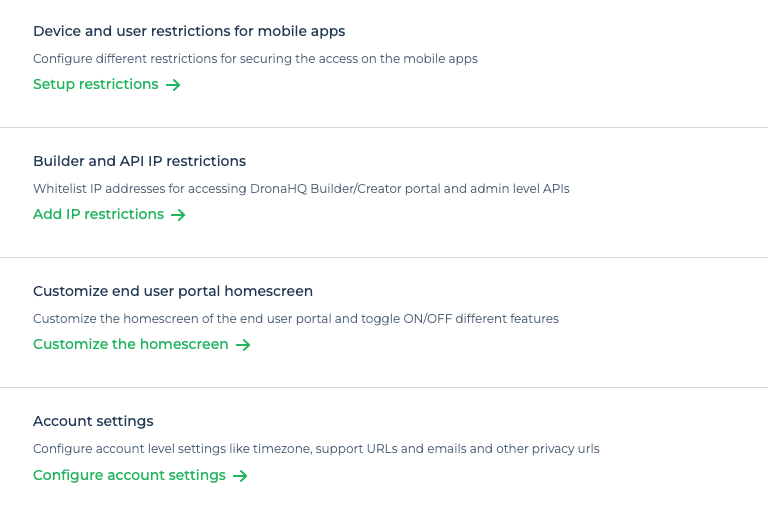 Device and user restrictions for mobile apps
Configure different restrictions for securing the access on the mobile apps
Setup restrictions →
Builder and API IP restrictions
Whitelist IP addresses for accessing DronaHQ Builder/Creator portal and admin level APIs
Add IP restrictions →
Customize end user portal homescreen
Customize the homescreen of the end user portal and toggle ON/OFF different features
Customize the homescreen →
Account settings
Configure account level settings like timezone, support URLs and emails and other privacy urls
Configure account settings →